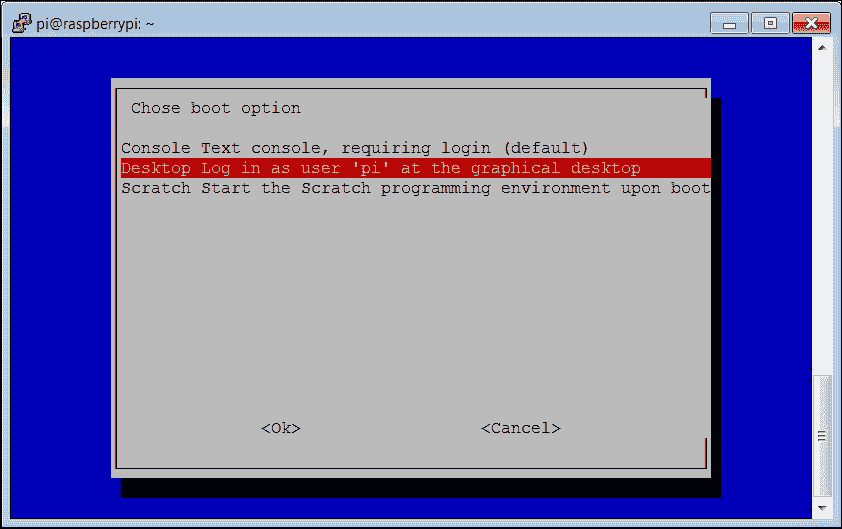 pi@raspberrypi: ~
Chose boot option
Console Text console, requiring login (default)
Desktop Log in as user 'pi' at the graphical desktop
Scratch Start the Scratch programming environment upon boot
<Ok> <Cancel>